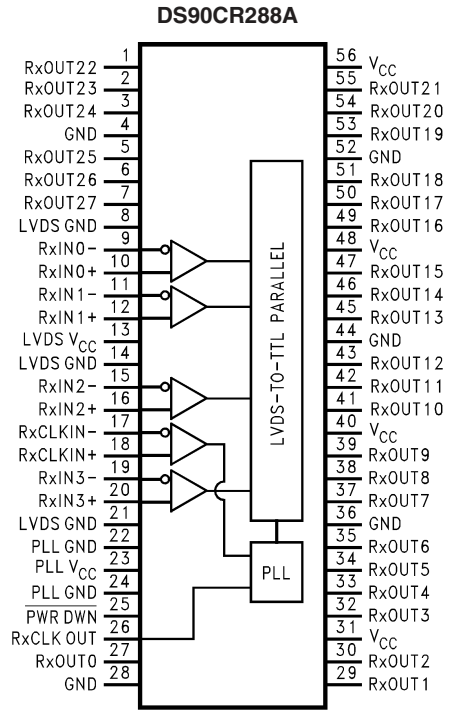 DS90CR288A
RxOUT22 1
RxOUT23 2
RxOUT24 3
GND 4
RxOUT25 5
RxOUT26 6
RxOUT27 7
LVDS GND 8
RxIN0- 9
RxIN0+ 10
RxIN1- 11
RxIN1+ 12
LVDS VCC 13
LVDS GND 14
RxIN2- 15
RxIN2+ 16
RxCLKIN- 17
RxCLKIN+ 18
RxIN3- 19
RxIN3+ 20
LVDS GND 21
PLL GND 22
PLL VCC 23
PLL GND 24
PWR DWN 25
RxCLK OUT 26
RxOUT0 27
GND 28
LVDS-TO-TTL PARALLEL
PLL
56 VCC
55 RxOUT21
54 RxOUT20
53 RxOUT19
52 GND
51 RxOUT18
50 RxOUT17
49 RxOUT16
48 VCC
47 RxOUT15
46 RxOUT14
45 RxOUT13
44 GND
43 RxOUT12
42 RxOUT11
41 RxOUT10
40 VCC
39 RxOUT9
38 RxOUT8
37 RxOUT7
36 GND
35 RxOUT6
34 RxOUT5
33 RxOUT4
32 RxOUT3
31 VCC
30 RxOUT2
29 RxOUT1